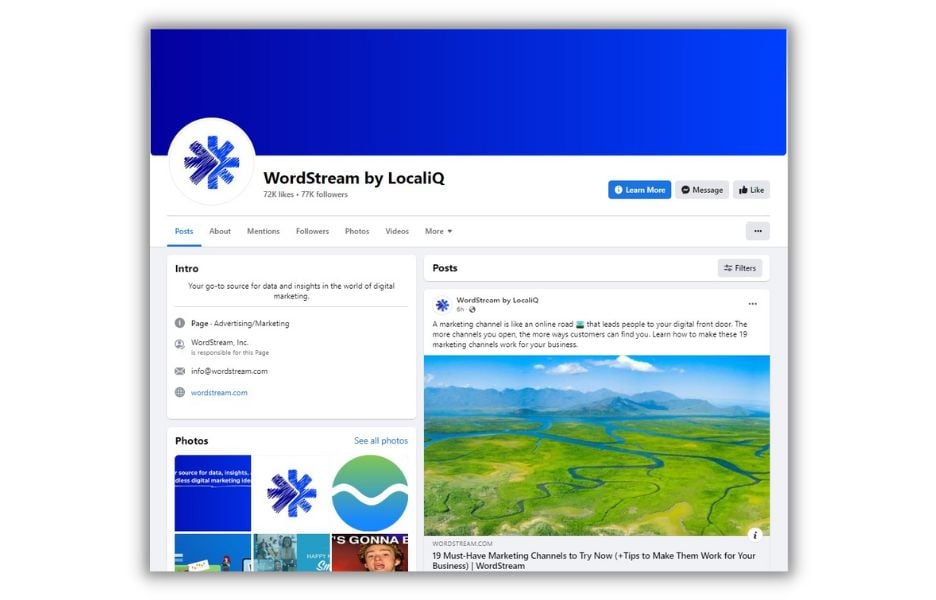 WordStream by LocaliQ
72K likes • 77K followers
Learn More
Message
Like
Posts
About
Mentions
Followers
Photos
Videos
More
Intro
Your go-to source for data and insights in the world of digital
marketing.
Page · Advertising/Marketing
WordStream, Inc.
is responsible for this Page
info@wordstream.com
wordstream.com
Photos
See all photos
r source for data, insights,
dless digital marketing ide
HAPPY
'S GONNA B
Posts
Filters
WordStream by LocaliQ
6h
A marketing channel is like an online road 🛣️ that leads people to your digital front door. The
more channels you open, the more ways customers can find you. Learn how to make these 19
marketing channels work for your business.
WORDSTREAM.COM
19 Must-Have Marketing Channels to Try Now (+Tips to Make Them Work for Your
Business) | WordStream